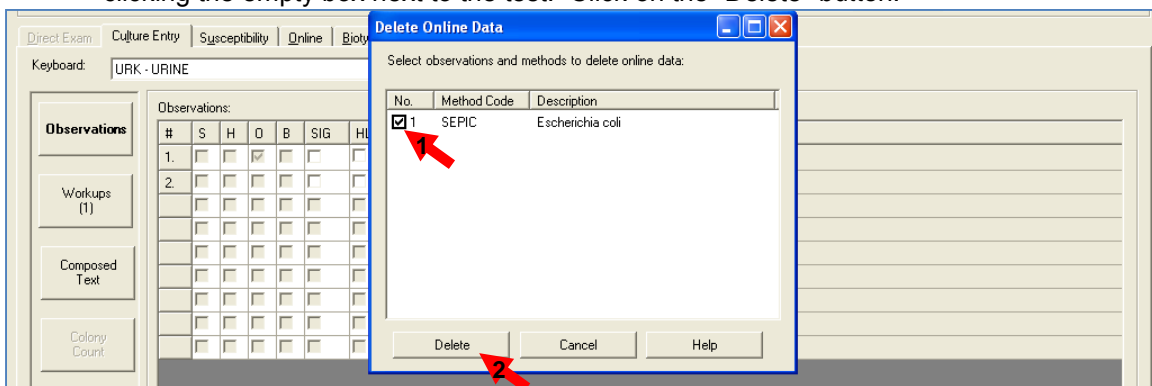 clicking the empty box next to the test. Click on the "Delete" button.
Direct Exam Culture Entry Susceptibility Online
Keyboard: URK - URINE
Observations
Workups
(1)
Composed
Text
Colony
Count
Observations:
# S H O B SIG
1.
2.
Delete Online Data
Select observations and methods to delete online data:
No. Method Code Description
1 SEPIC Escherichia coli
1
Delete Cancel Help
2